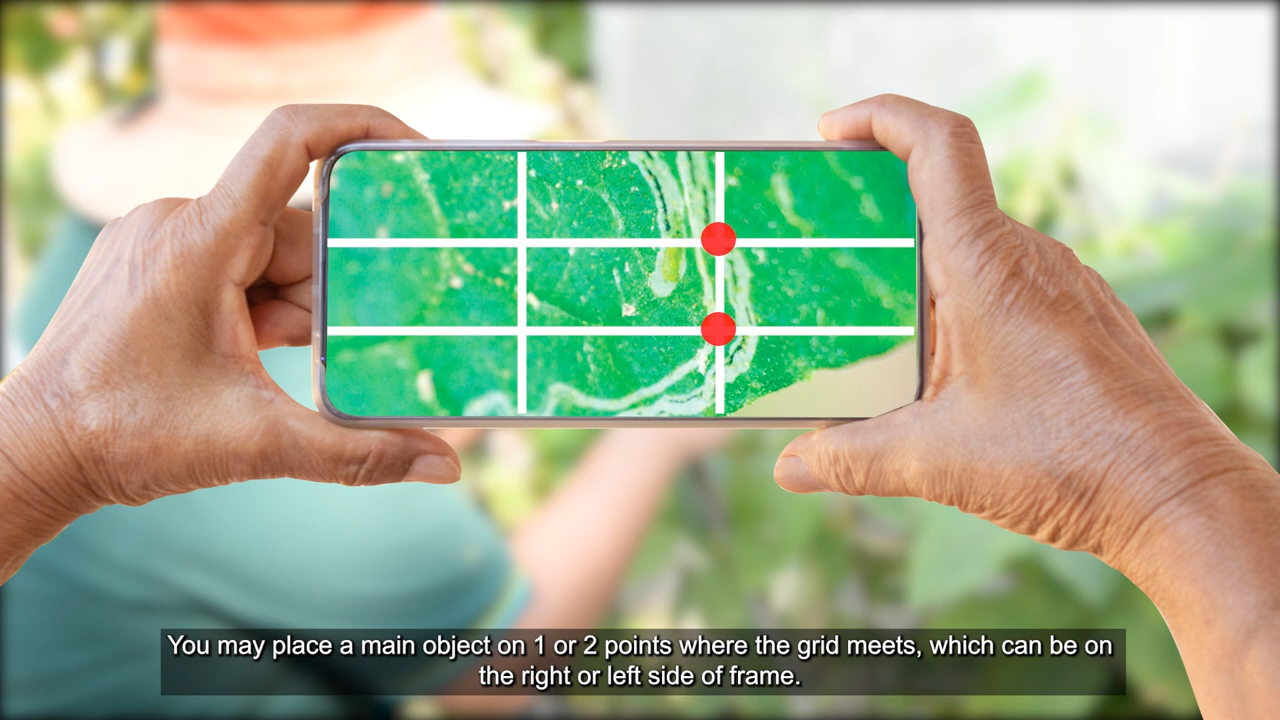 You may place a main object on 1 or 2 points where the grid meets, which can be on
the right or left side of frame.